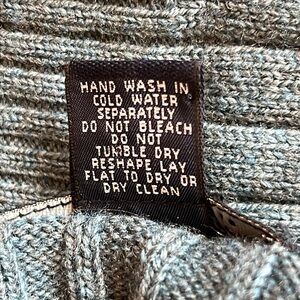 HAND WASH IN
COLD WATER
SEPARATELY
DO NOT BLEACH
DO NOT
TUMBLE DRY
RESHAPE LAY
FLAT TO DRY OR
DRY CLEAN